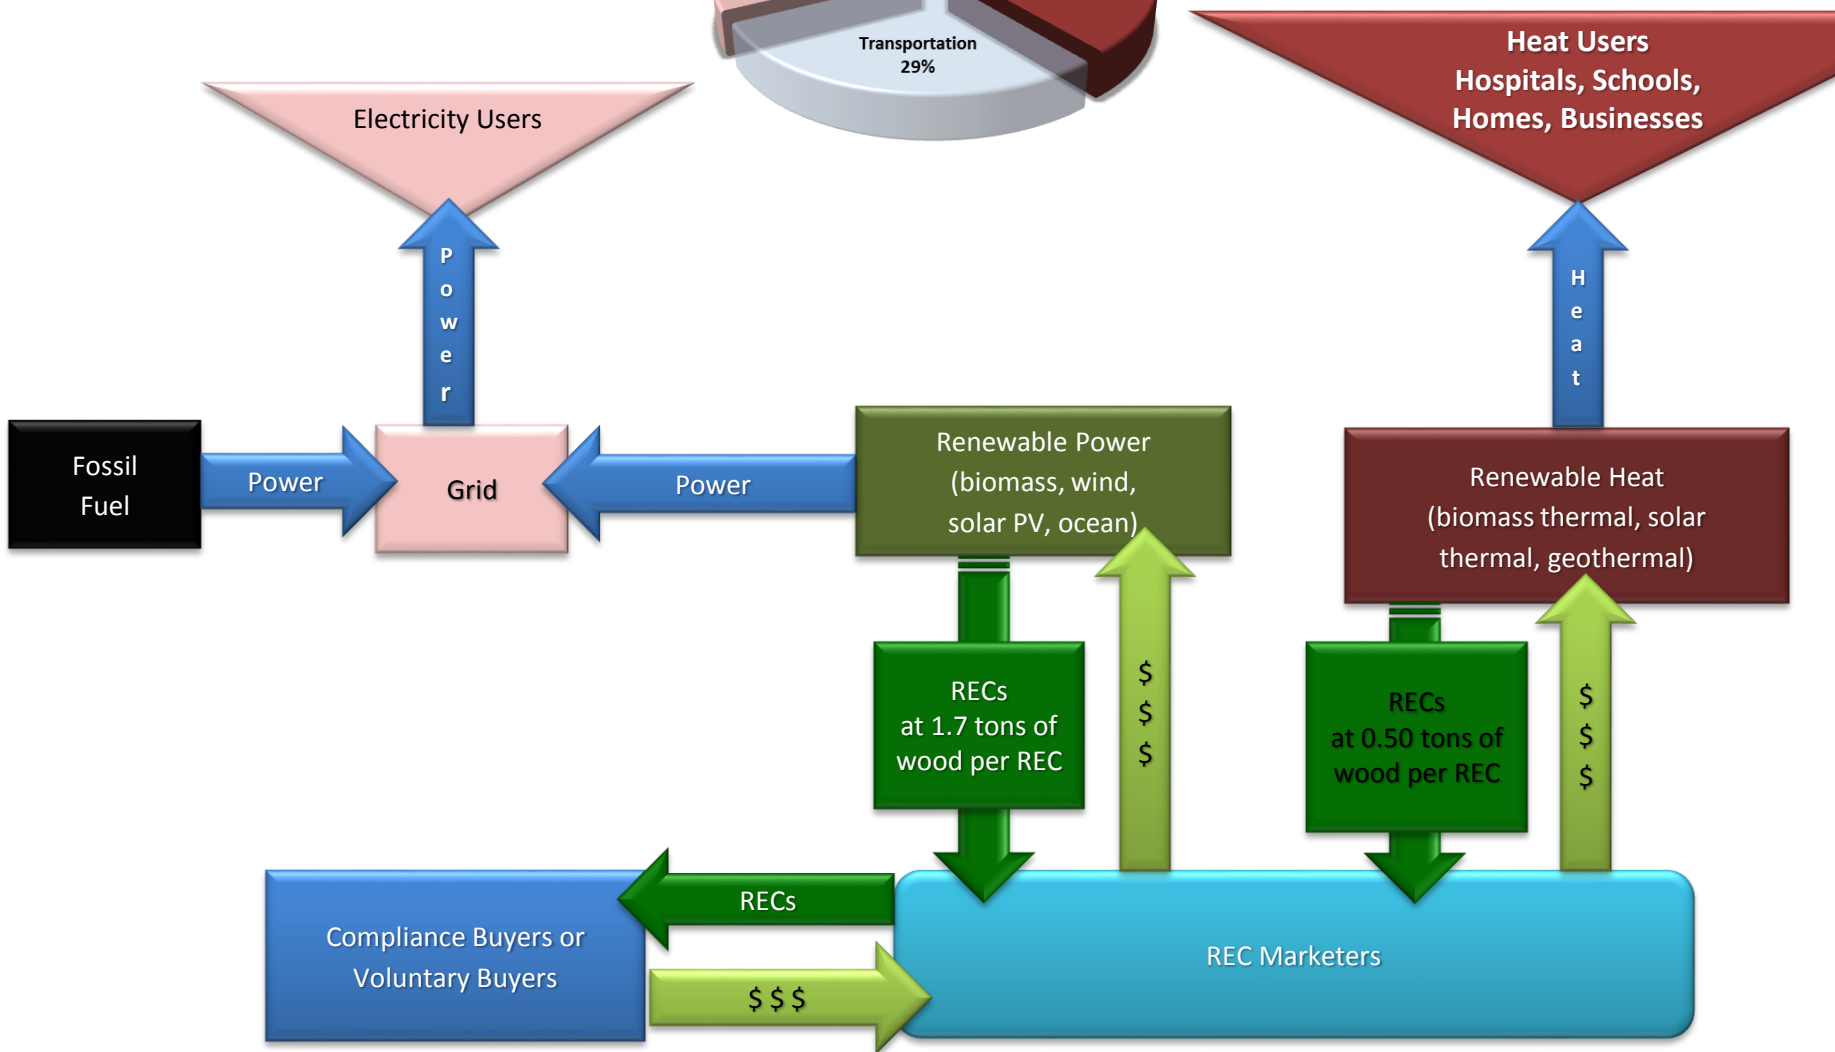 Transportation
29%
Heat Users
Hospitals, Schools,
Homes, Businesses
Electricity Users
Power
Heat
Fossil
Fuel
Power
Grid
Power
Renewable Power
(biomass, wind,
solar PV, ocean)
Renewable Heat
(biomass thermal, solar
thermal, geothermal)
RECs
at 1.7 tons of
wood per REC
$
$
$
RECs
at 0.50 tons of
wood per REC
$
$
$
RECs
Compliance Buyers or
Voluntary Buyers
$ $ $
REC Marketers